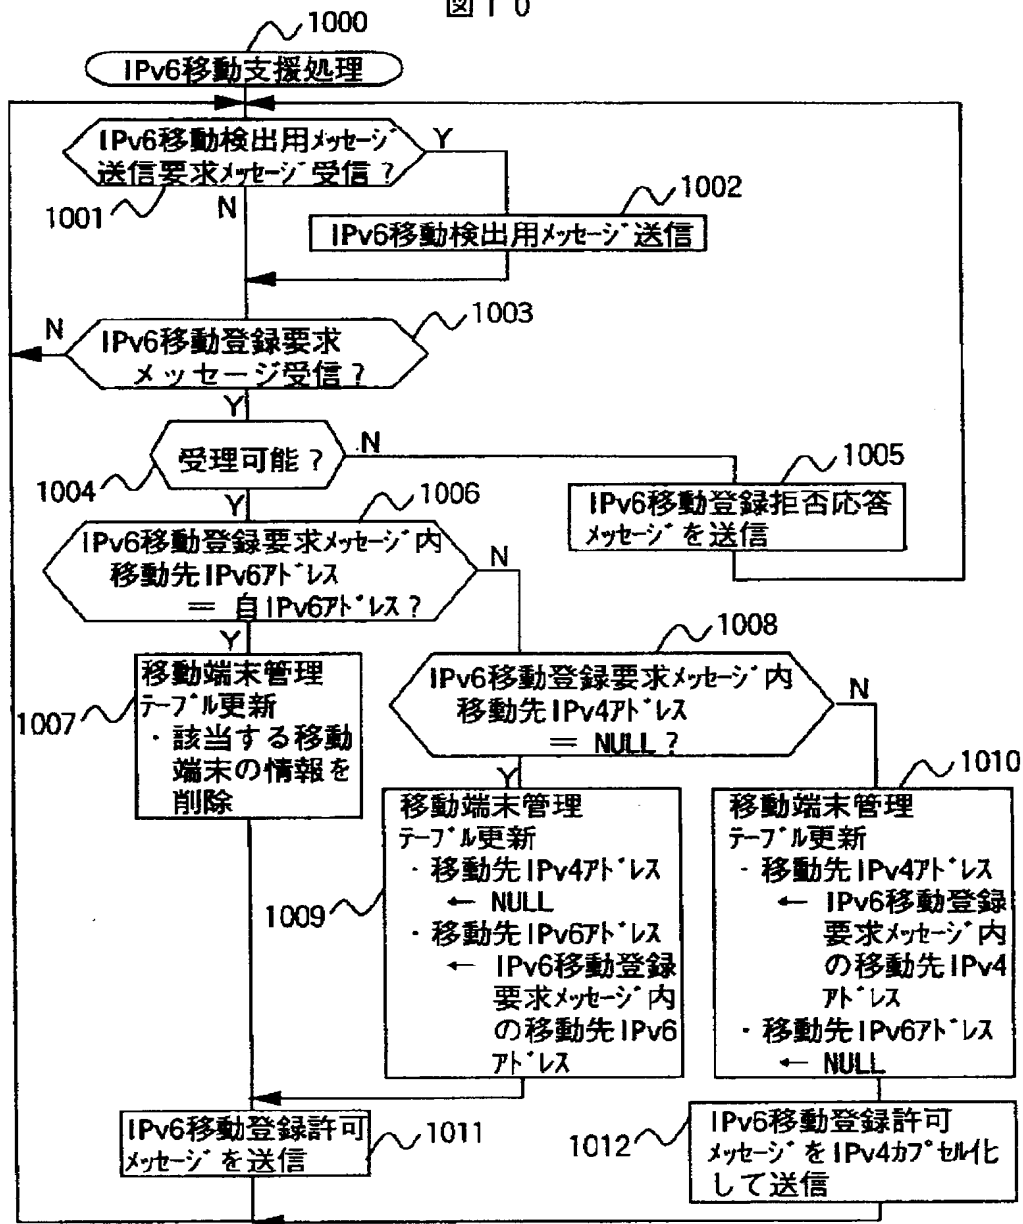 図10
1000
IPv6移動支援処理
IPv6移動検出用ﾒｯｾｰｼﾞ
送信要求ﾒｯｾｰｼﾞ受信?
Y
1001
N
1002
IPv6移動検出用ﾒｯｾｰｼﾞ送信
1003
N
IPv6移動登録要求
メッセージ受信?
Y
受理可能?
N
1004
Y
1005
IPv6移動登録拒否応答
ﾒｯｾｰｼﾞを送信
1006
IPv6移動登録要求ﾒｯｾｰｼﾞ内
移動先IPv6ｱﾄﾞﾚｽ
= 自IPv6ｱﾄﾞﾚｽ?
N
Y
1007
移動端末管理
ﾃｰﾌﾞﾙ更新
・該当する移動
端末の情報を
削除
1008
IPv6移動登録要求ﾒｯｾｰｼﾞ内
移動先IPv4ｱﾄﾞﾚｽ
= NULL?
N
Y
1009
移動端末管理
ﾃｰﾌﾞﾙ更新
・移動先IPv4ｱﾄﾞﾚｽ
← NULL
・移動先IPv6ｱﾄﾞﾚｽ
← IPv6移動登録
要求ﾒｯｾｰｼﾞ内
の移動先IPv6
ｱﾄﾞﾚｽ
1010
移動端末管理
ﾃｰﾌﾞﾙ更新
・移動先IPv4ｱﾄﾞﾚｽ
← IPv6移動登録
要求ﾒｯｾｰｼﾞ内
の移動先IPv4
ｱﾄﾞﾚｽ
・移動先IPv6ｱﾄﾞﾚｽ
← NULL
IPv6移動登録許可
ﾒｯｾｰｼﾞを送信
1011
1012
IPv6移動登録許可
ﾒｯｾｰｼﾞをIPv4ｶﾌﾟｾﾙ化
して送信